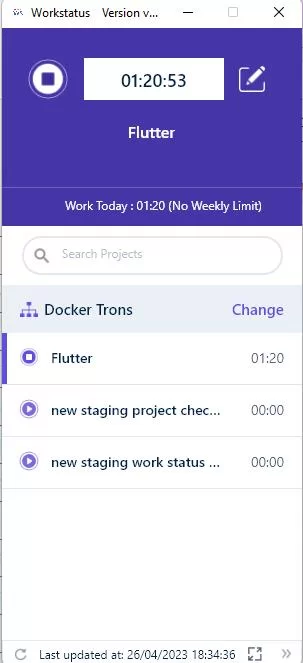 Workstatus Version v...
01:20:53
Flutter
Work Today : 01:20 (No Weekly Limit)
Search Projects
Docker Trons Change
Flutter 01:20
new staging project chec... 00:00
new staging work status ... 00:00
Last updated at: 26/04/2023 18:34:36